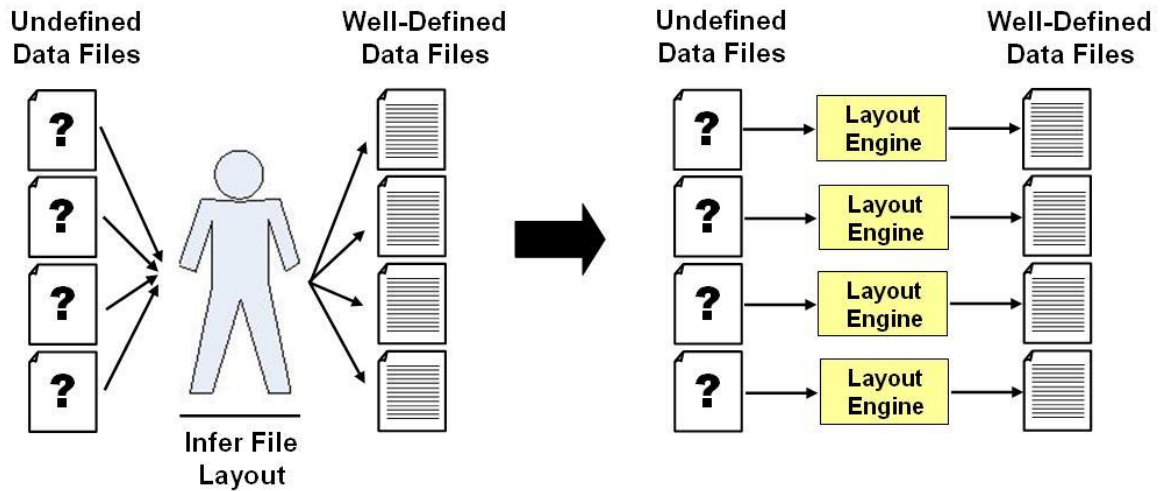 Undefined
Data Files
Well-Defined
Data Files
?
?
?
?
Infer File
Layout
Undefined
Data Files
Well-Defined
Data Files
?
Layout
Engine
?
Layout
Engine
?
Layout
Engine
?
Layout
Engine